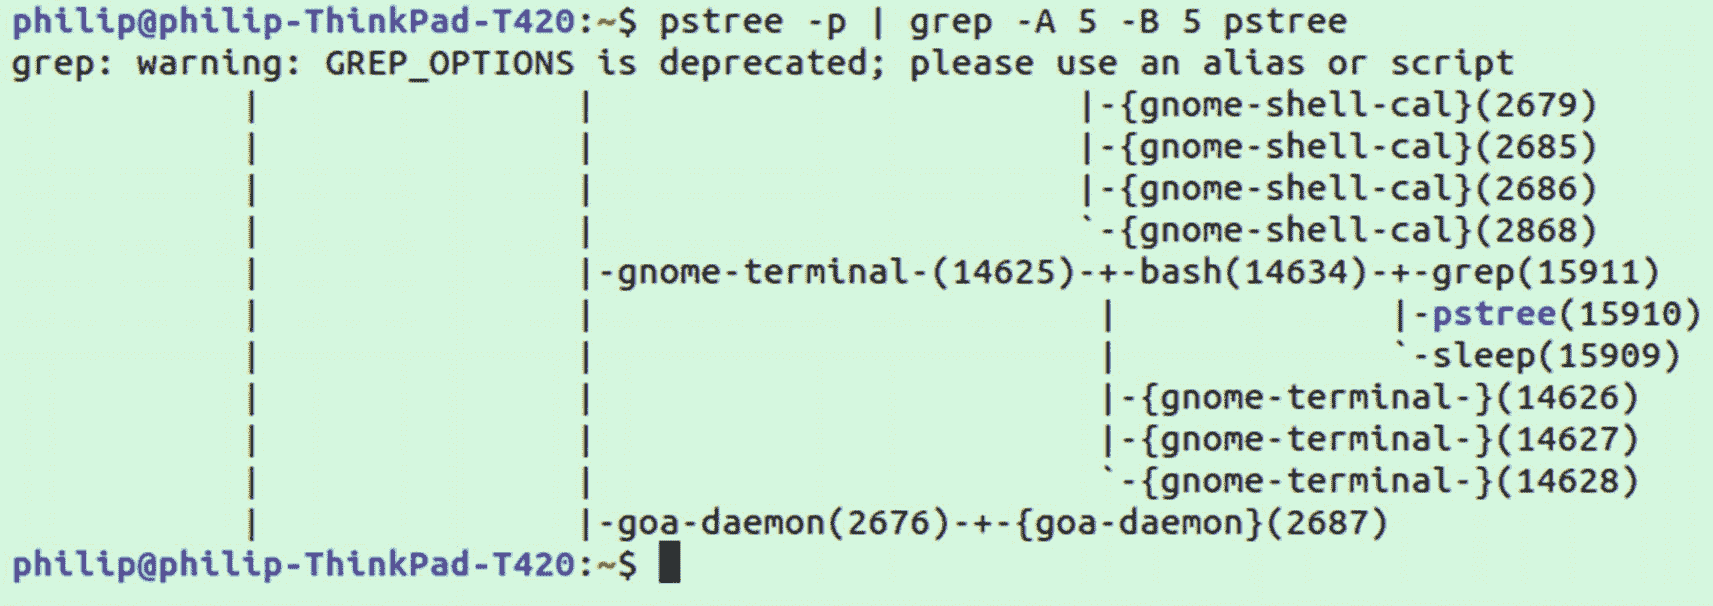 philip@philip-ThinkPad-T420:~$ pstree -p | grep -A 5 -B 5 pstree
grep: warning: GREP_OPTIONS is deprecated; please use an alias or script
           |               |                       |-{gnome-shell-cal}(2679)
           |               |                       |-{gnome-shell-cal}(2685)
           |               |                       |-{gnome-shell-cal}(2686)
           |               |                       `-{gnome-shell-cal}(2868)
           |               |-gnome-terminal-(14625)-+-bash(14634)-+-grep(15911)
           |               |                        |             |-pstree(15910)
           |               |                        |             `-sleep(15909)
           |               |                        |-{gnome-terminal-}(14626)
           |               |                        |-{gnome-terminal-}(14627)
           |               |                        `-{gnome-terminal-}(14628)
           |               |-goa-daemon(2676)-+-{goa-daemon}(2687)
philip@philip-ThinkPad-T420:~$